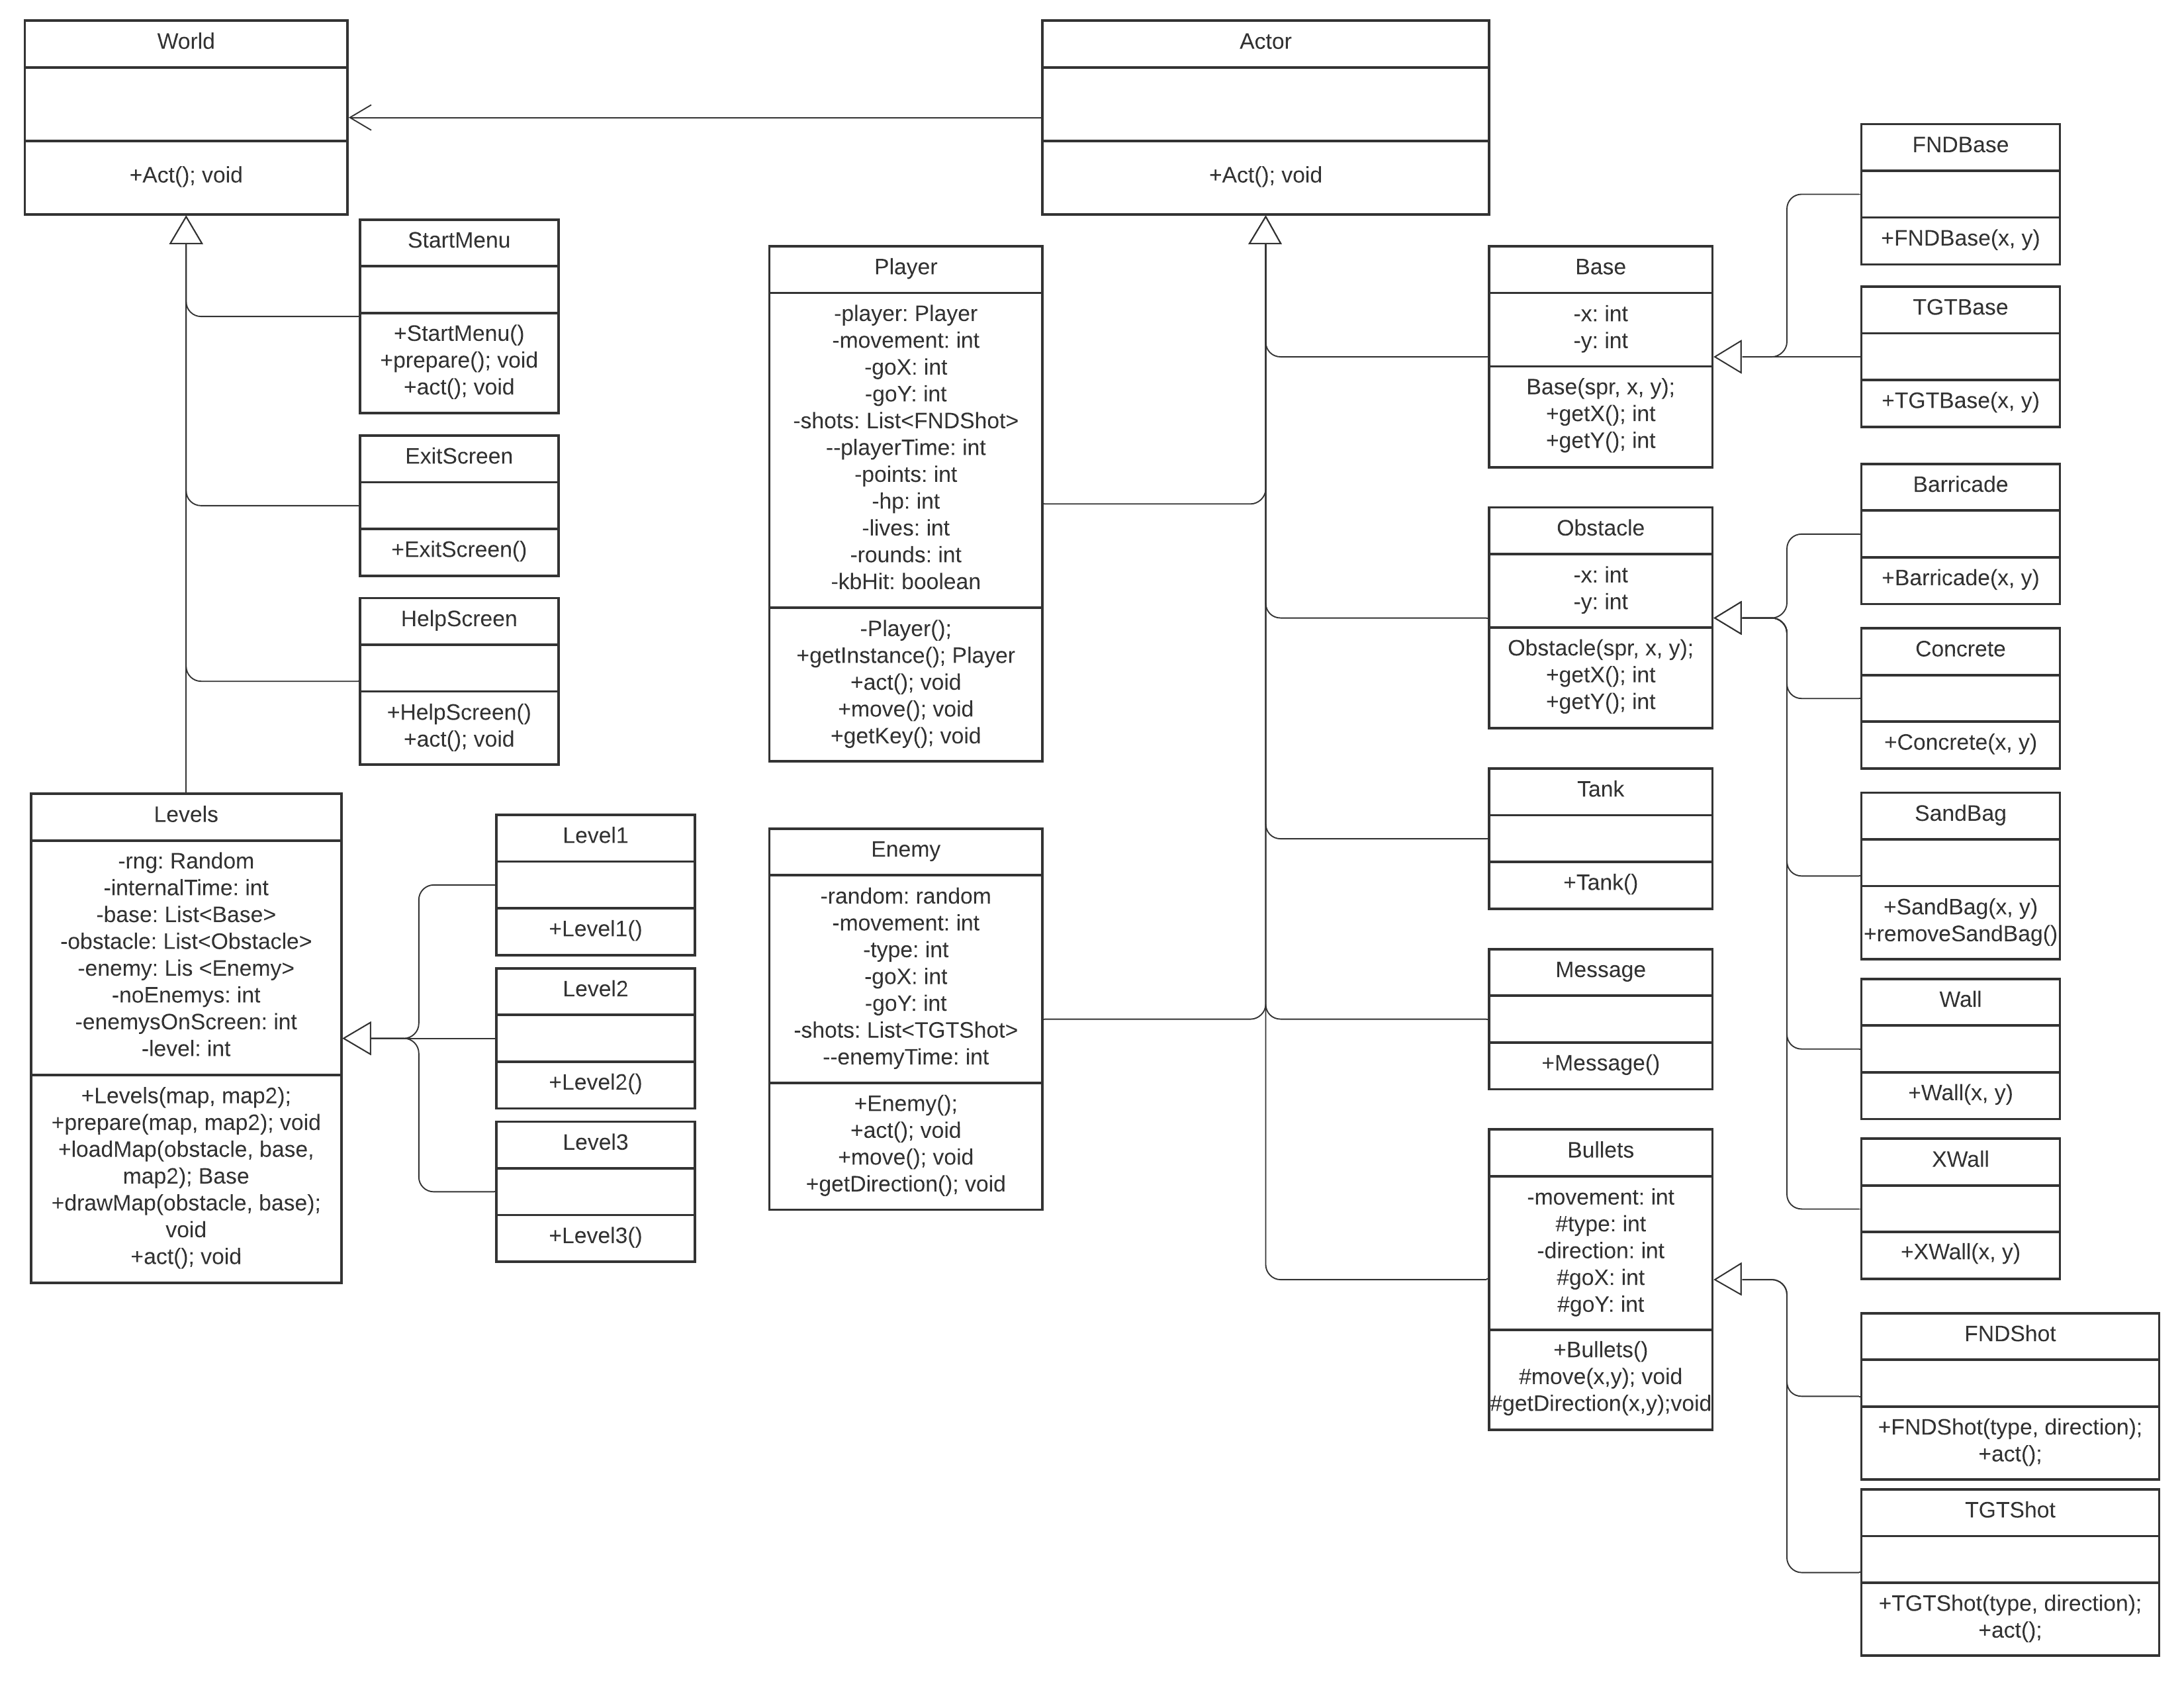 World
+Act(); void
Actor
+Act(); void
StartMenu
+StartMenu()
+prepare(); void
+act(); void
ExitScreen
+ExitScreen()
HelpScreen
+HelpScreen()
+act(); void
Levels
-rng: Random
-internalTime: int
-base: List<Base>
-obstacle: List<Obstacle>
-enemy: Lis <Enemy>
-noEnemys: int
-enemysOnScreen: int
-level: int
+Levels(map, map2);
+prepare(map, map2); void
+loadMap(obstacle, base,
map2); Base
+drawMap(obstacle, base);
void
+act(); void
Level1
+Level1()
Level2
+Level2()
Level3
+Level3()
Player
-player: Player
-movement: int
-goX: int
-goY: int
-shots: List<FNDShot>
--playerTime: int
-points: int
-hp: int
-lives: int
-rounds: int
-kbHit: boolean
-Player();
+getInstance(); Player
+act(); void
+move(); void
+getKey(); void
Enemy
-random: random
-movement: int
-type: int
-goX: int
-goY: int
-shots: List<TGTShot>
--enemyTime: int
+Enemy();
+act(); void
+move(); void
+getDirection(); void
Base
-x: int
-y: int
Base(spr, x, y);
+getX(); int
+getY(); int
Obstacle
-x: int
-y: int
Obstacle(spr, x, y);
+getX(); int
+getY(); int
Tank
+Tank()
Message
+Message()
Bullets
-movement: int
#type: int
-direction: int
#goX: int
#goY: int
+Bullets()
#move(x,y); void
#getDirection(x,y);void
FNDBase
+FNDBase(x, y)
TGTBase
+TGTBase(x, y)
Barricade
+Barricade(x, y)
Concrete
+Concrete(x, y)
SandBag
+SandBag(x, y)
+removeSandBag()
Wall
+Wall(x, y)
XWall
+XWall(x, y)
FNDShot
+FNDShot(type, direction);
+act();
TGTShot
+TGTShot(type, direction);
+act();